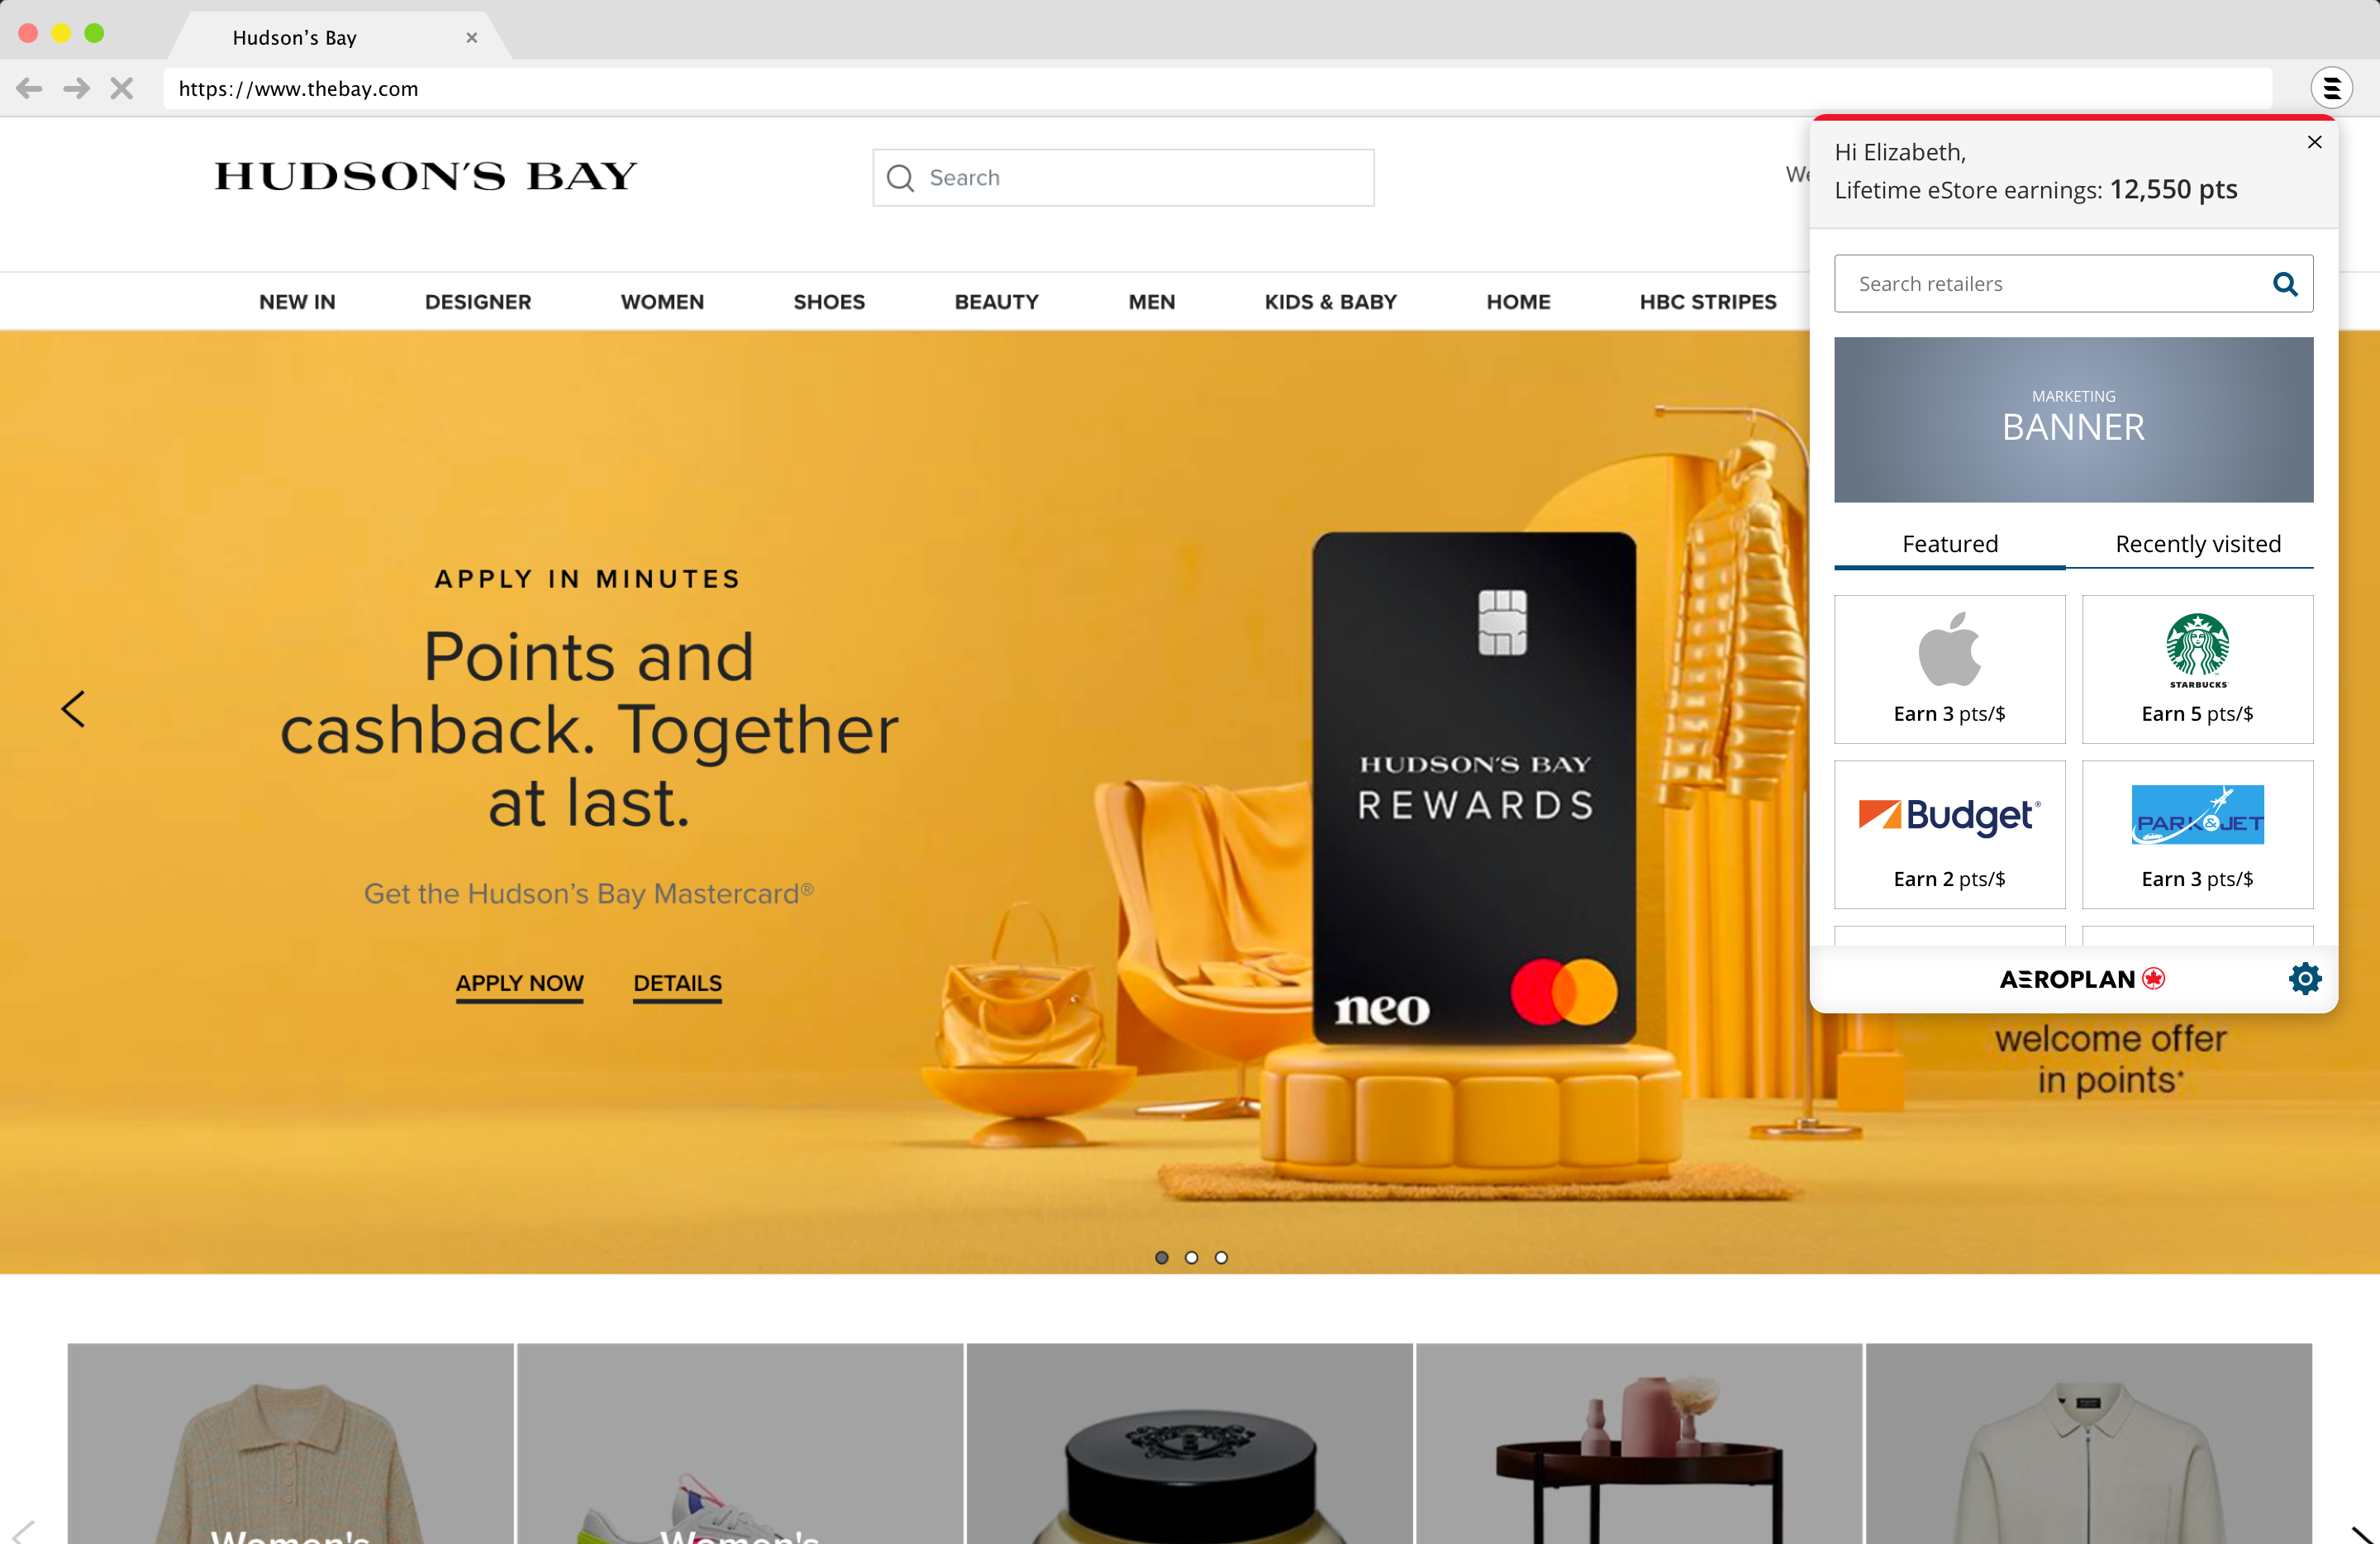 Hudson's Bay
https://www.thebay.com
HUDSON'S BAY
Search
NEW IN
DESIGNER
WOMEN
SHOES
BEAUTY
MEN
KIDS & BABY
HOME
HBC STRIPES
APPLY IN MINUTES
Points and
cashback. Together
at last.
Get the Hudson's Bay Mastercard®
APPLY NOW
DETAILS
HUDSON'S BAY
REWARDS
neo
welcome offer
in points*
Women's
Women's
Hi Elizabeth,
Lifetime eStore earnings: 12,550 pts
Search retailers
MARKETING
BANNER
Featured
Recently visited
STARBUCKS
Earn 3 pts/$
Earn 5 pts/$
Budget®
PARK & JET
Earn 2 pts/$
Earn 3 pts/$
AEROPLAN